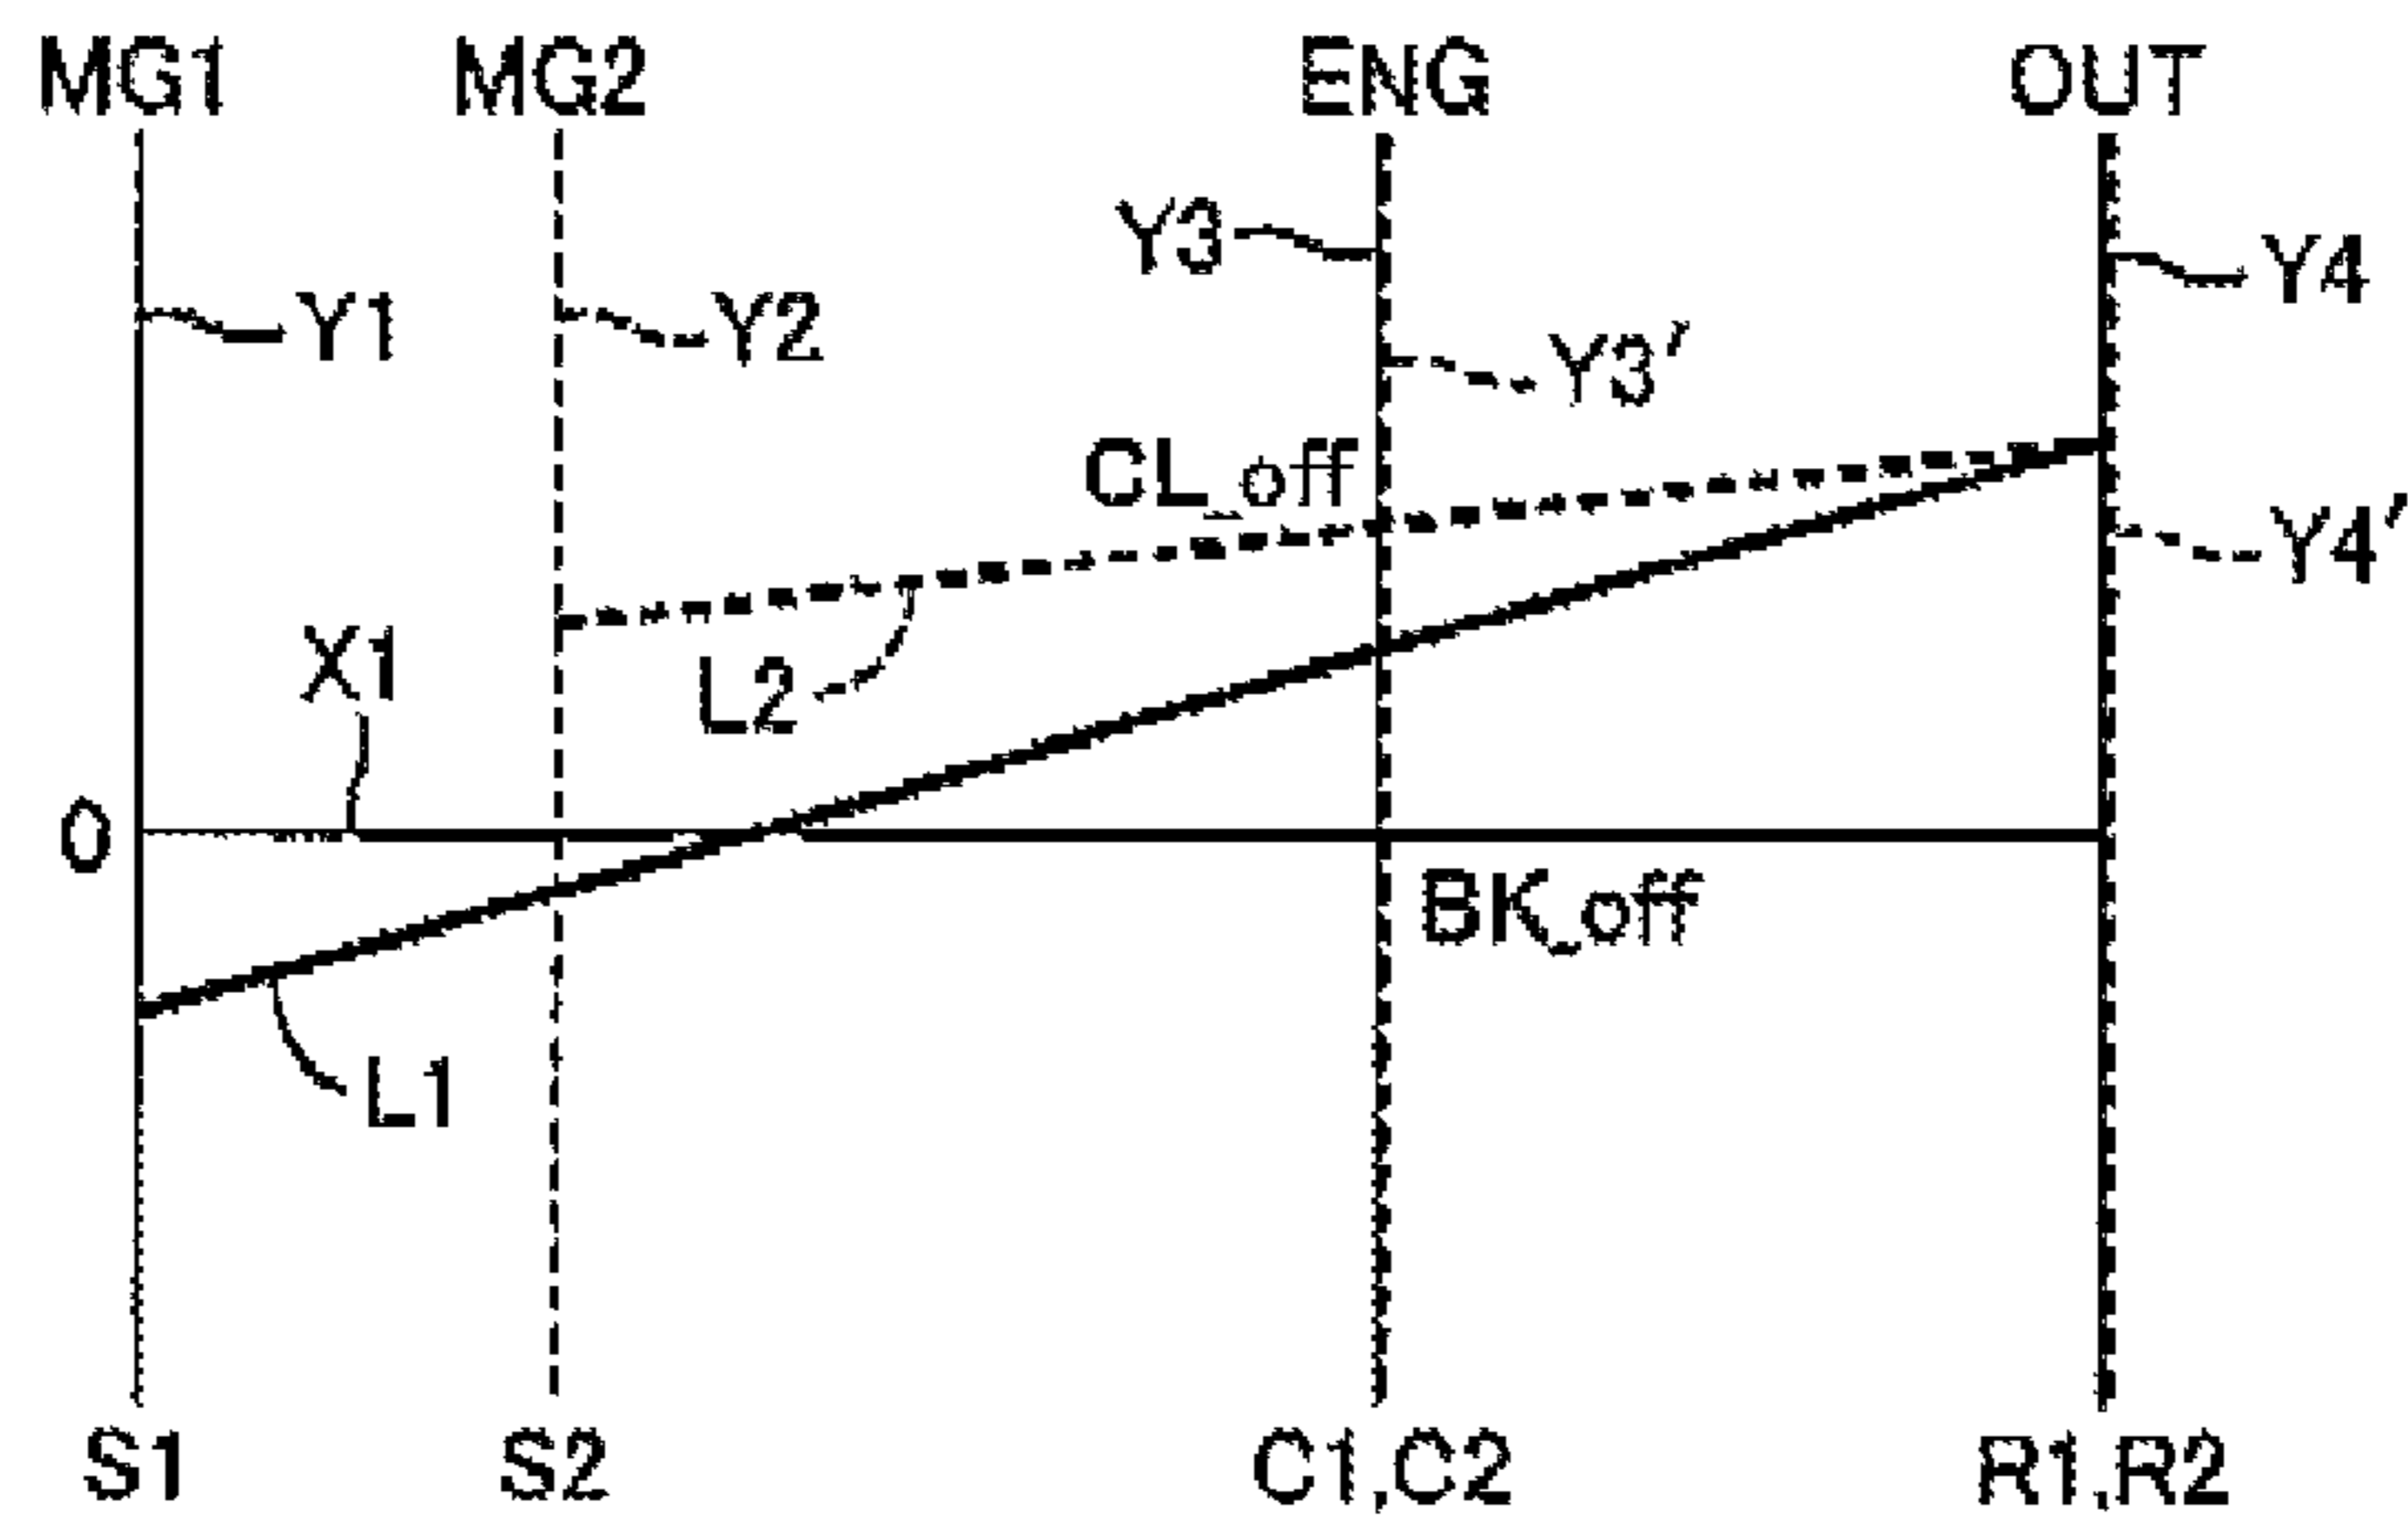 MG1 MG2 ENG OUT
Y3
Y4
Y1
Y2
Y3'
CL_off
Y4'
X1
L2
0
BK_off
L1
S1 S2 C1,C2 R1,R2